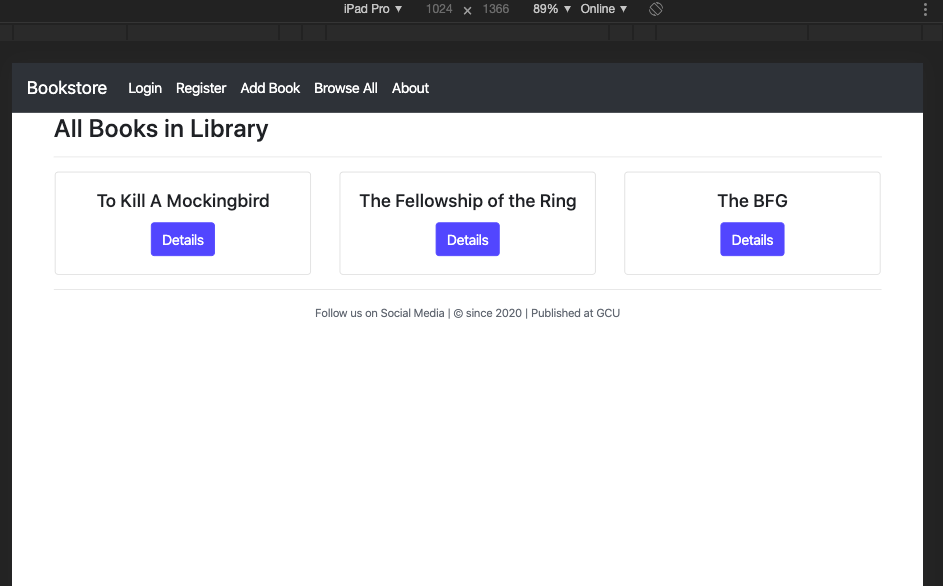 iPad Pro ▼ 1024 x 1366 89% ▼ Online ▼
Bookstore Login Register Add Book Browse All About
All Books in Library
To Kill A Mockingbird
Details
The Fellowship of the Ring
Details
The BFG
Details
Follow us on Social Media | © since 2020 | Published at GCU